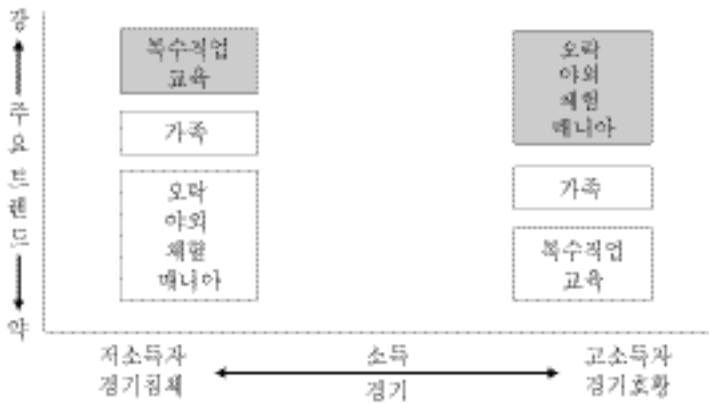 강
주요트랜드
약
복수직업
교육
가족
오락
야외
체험
매니아
오락
야외
체험
매니아
가족
복수직업
교육
저소득자
경기침체
소득
경기
고소득자
경기호황